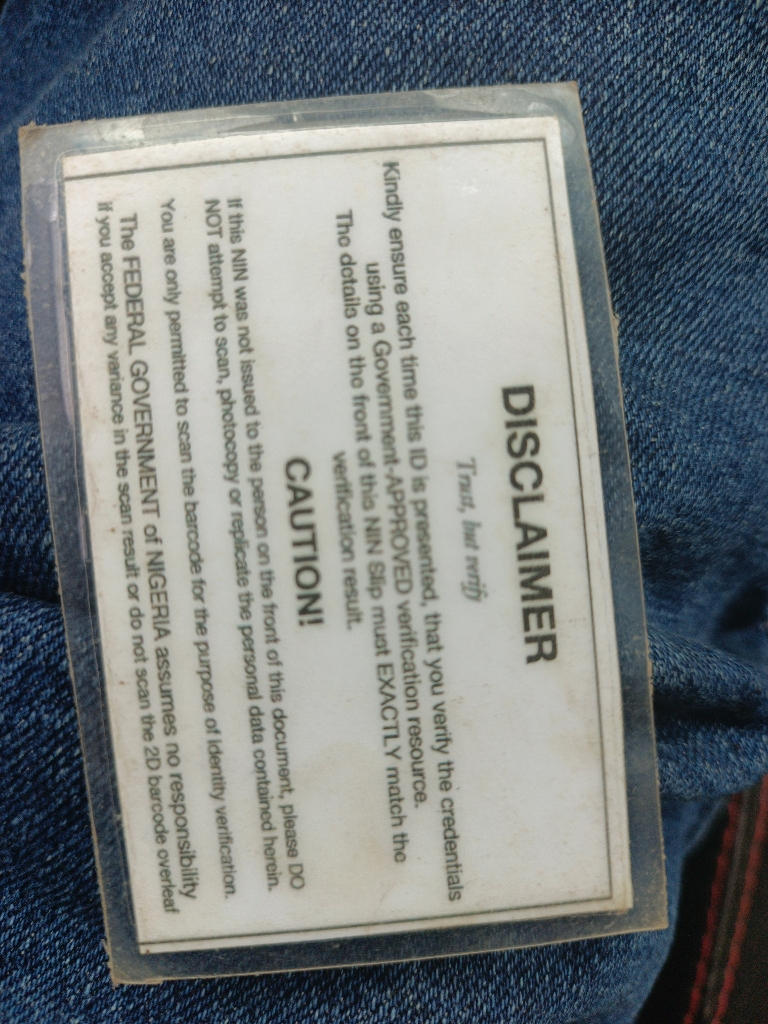 DISCLAIMER
Trust, but verify
Kindly ensure each time this ID is presented, that you verify the credentials
using a Government-APPROVED verification resource.
The details on the front of this NIN Slip must EXACTLY match the
verification result.
CAUTION!
If this NIN was not issued to the person on the front of this document, please DO
NOT attempt to scan, photocopy or replicate the personal data contained herein.
You are only permitted to scan the barcode for the purpose of identity verification.
The FEDERAL GOVERNMENT of NIGERIA assumes no responsibility
if you accept any variance in the scan result or do not scan the 2D barcode overleaf